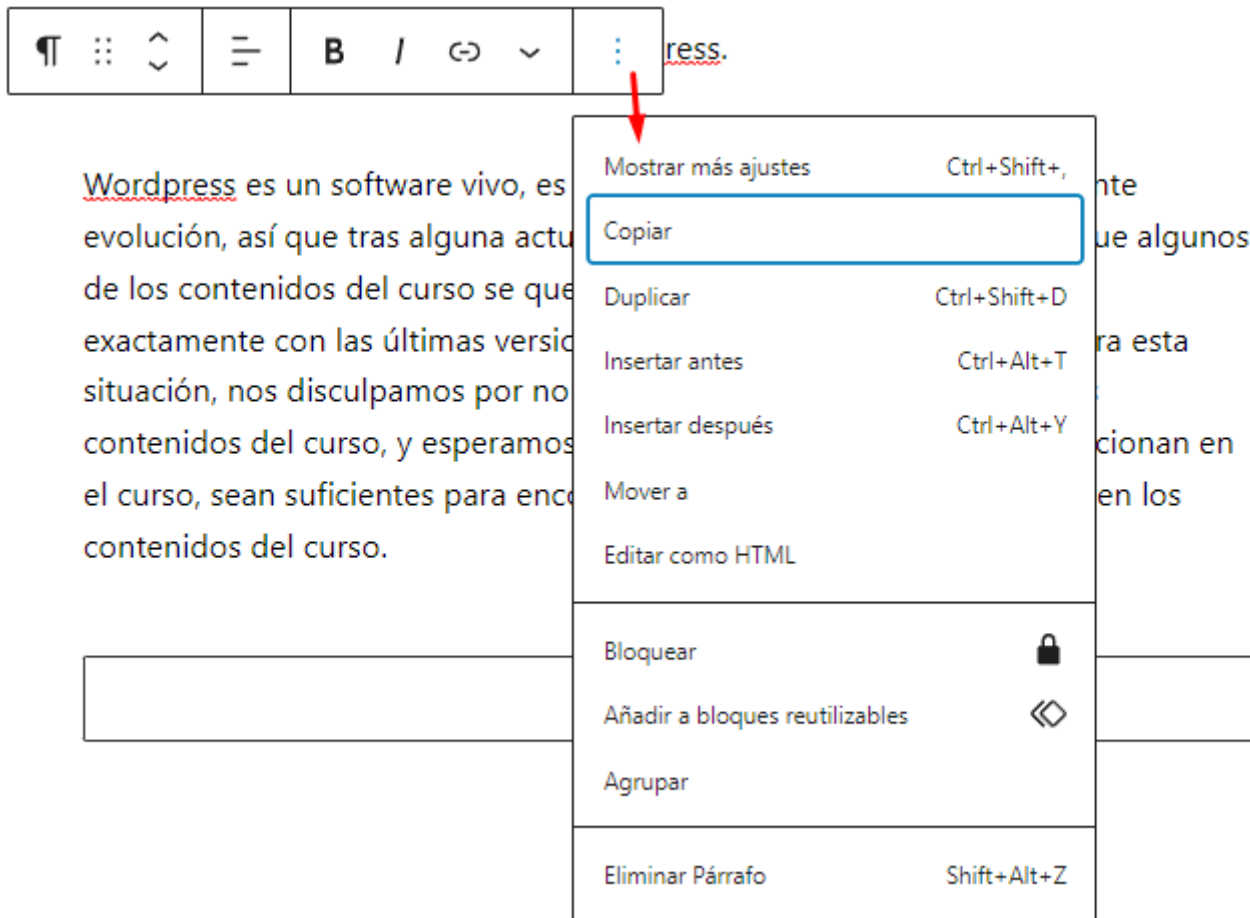 ¶ B I ress.
Mostrar más ajustes Ctrl+Shift+,
Wordpress es un software vivo, es nte
Copiar
evolución, así que tras alguna actu ue algunos
de los contenidos del curso se que
Duplicar Ctrl+Shift+D
exactamente con las últimas versio ra esta
Insertar antes Ctrl+Alt+T
situación, nos disculpamos por no
Insertar después Ctrl+Alt+Y
contenidos del curso, y esperamos cionan en
el curso, sean suficientes para enco en los
Mover a
contenidos del curso.
Editar como HTML
Bloquear
Añadir a bloques reutilizables
Agrupar
Eliminar Párrafo Shift+Alt+Z